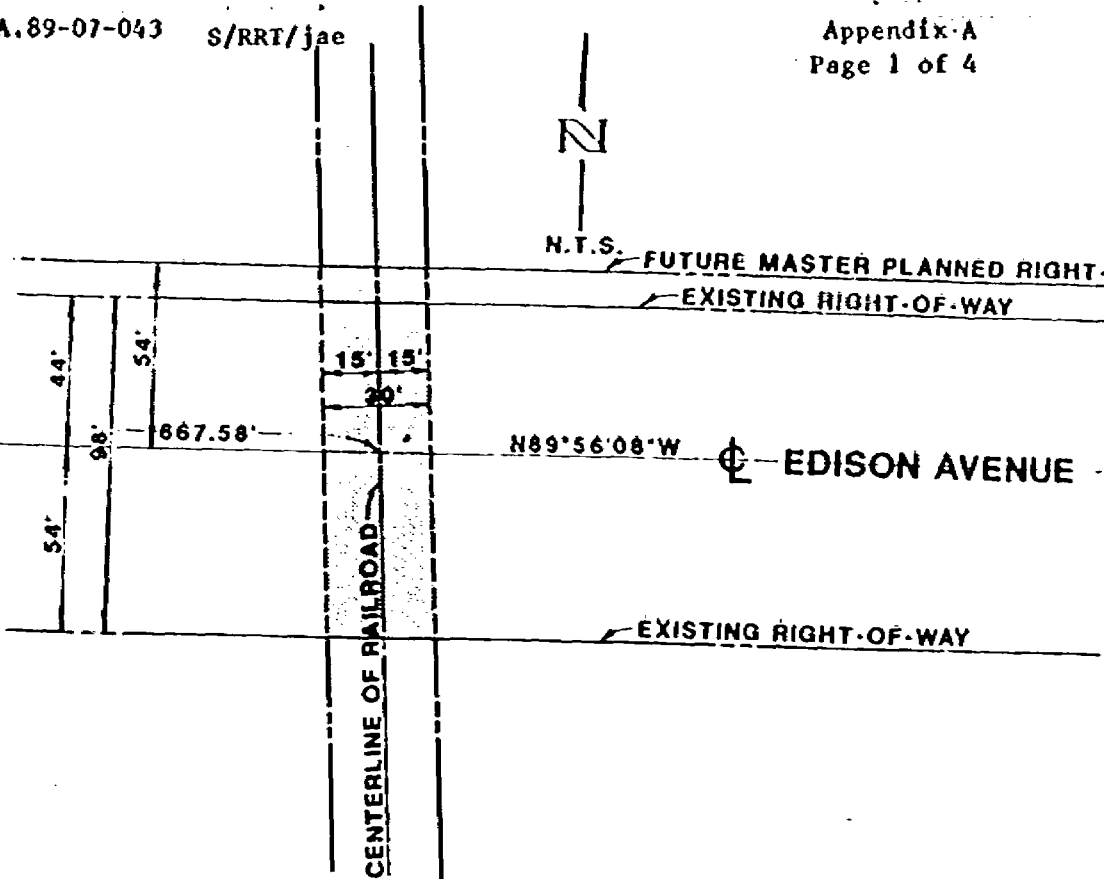 A.89-07-043 S/RRT/jae
Appendix A
Page 1 of 4
N
N.T.S.
FUTURE MASTER PLANNED RIGHT-
EXISTING RIGHT-OF-WAY
44'
98'
54'
54'
15' 15'
30'
667.58'
N89°56'08"W
CL EDISON AVENUE
CENTERLINE OF RAILROAD
EXISTING RIGHT-OF-WAY